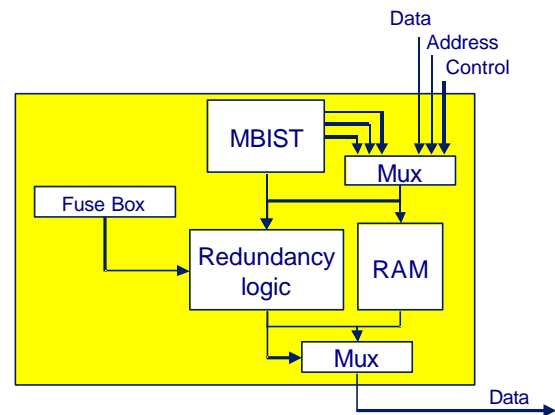 Data
Address
Control
MBIST
Mux
Fuse Box
Redundancy
logic
RAM
Mux
Data